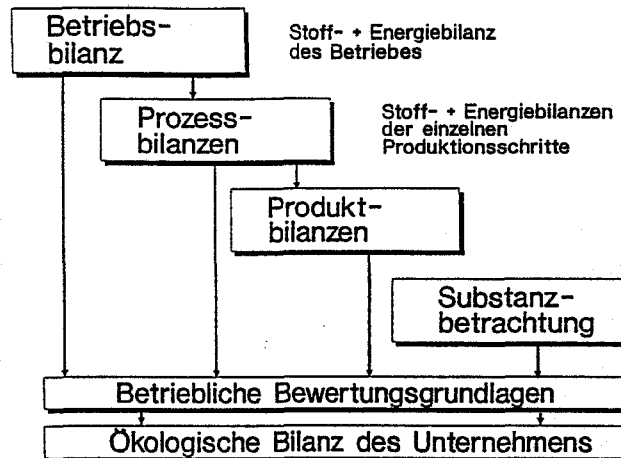 Betriebs-
bilanz
Stoff- + Energiebilanz
des Betriebes
Prozess-
bilanzen
Stoff- + Energiebilanzen
der einzelnen
Produktionsschritte
Produkt-
bilanzen
Substanz-
betrachtung
Betriebliche Bewertungsgrundlagen
Ökologische Bilanz des Unternehmens